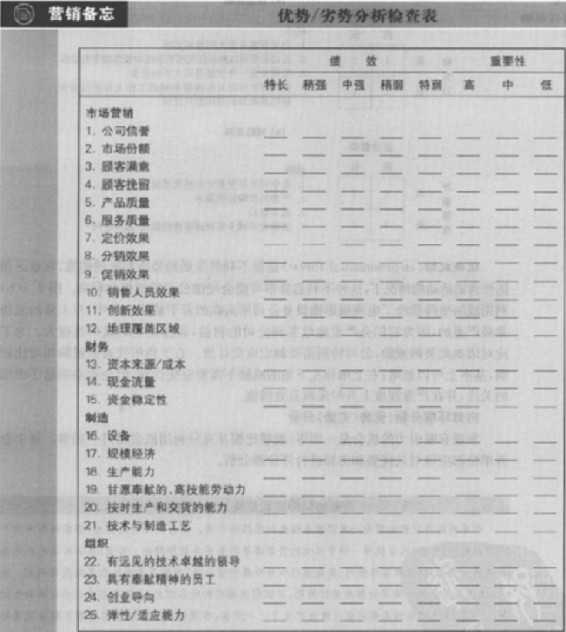 营销备忘 优势/劣势分析检查表
绩 效 重要性
特长 稍强 中强 稍弱 特弱 高 中 低
市场营销
1. 公司信誉
2. 市场份额
3. 顾客满意
4. 顾客挽留
5. 产品质量
6. 服务质量
7. 定价效果
8. 分销效果
9. 促销效果
10. 销售人员效果
11. 创新效果
12. 地理覆盖区域
财务
13. 资本来源/成本
14. 现金流量
15. 资金稳定性
制造
16. 设备
17. 规模经济
18. 生产能力
19. 甘愿奉献的、高技能劳动力
20. 按时生产和交货的能力
21. 技术与制造工艺
组织
22. 有远见的技术卓越的领导
23. 具有奉献精神的员工
24. 创业导向
25. 弹性/适应能力